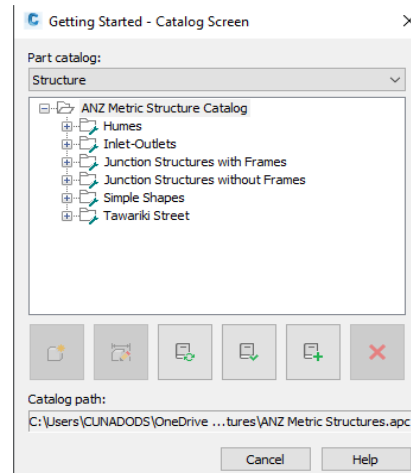 Getting Started - Catalog Screen
Part catalog:
Structure
ANZ Metric Structure Catalog
Humes
Inlet-Outlets
Junction Structures with Frames
Junction Structures without Frames
Simple Shapes
Tawariki Street
Catalog path:
C:\Users\CUNADODS\OneDrive ...tures\ANZ Metric Structures.apc
Cancel
Help